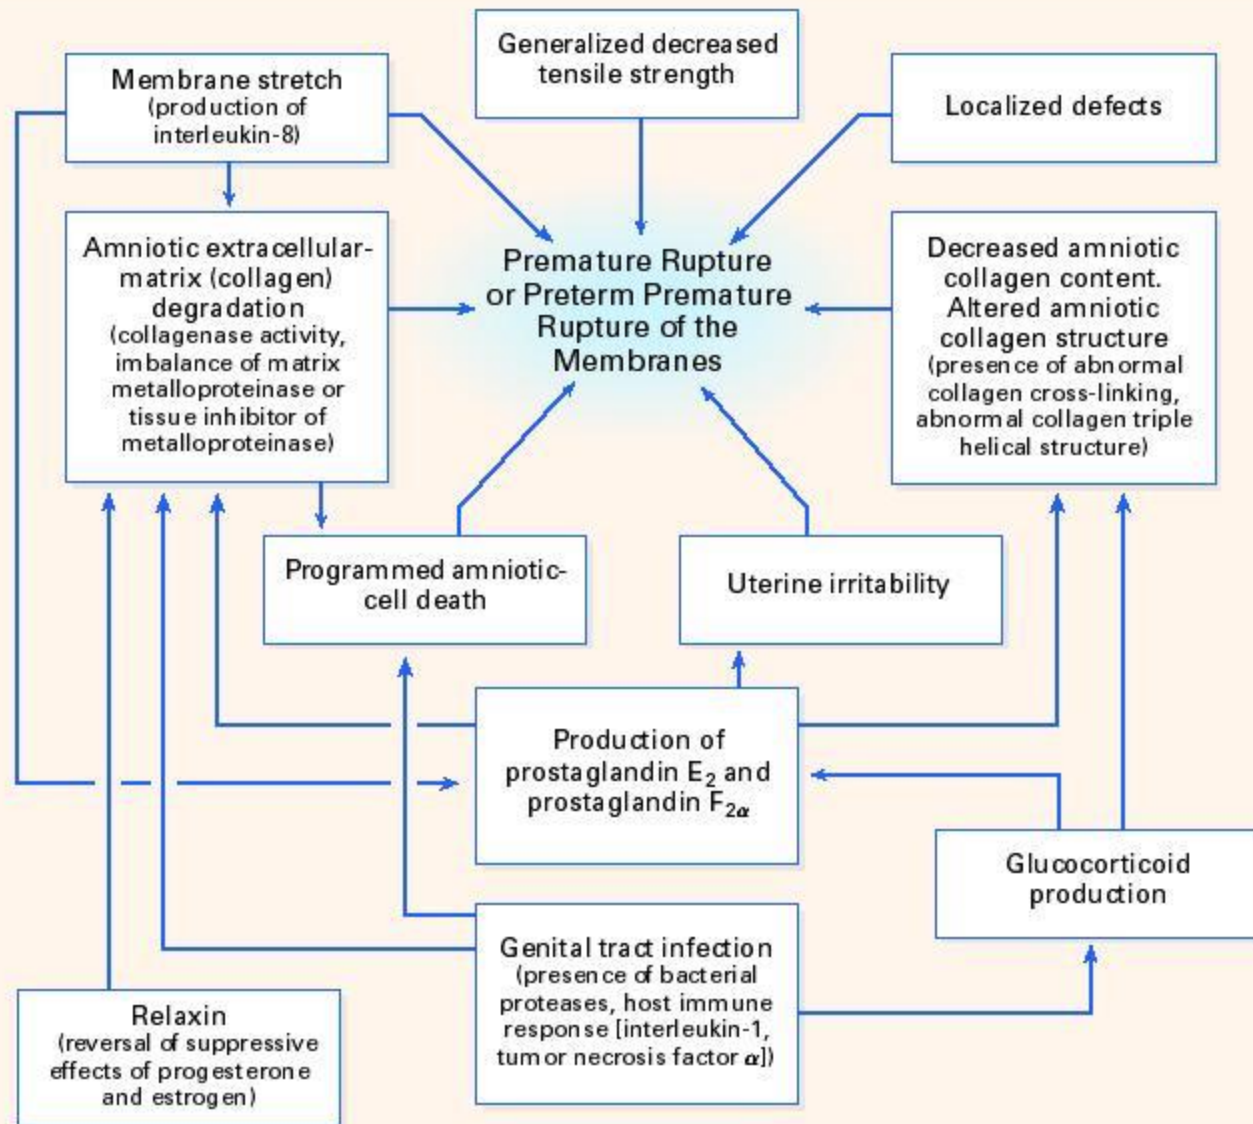 Generalized decreased
tensile strength
Membrane stretch
(production of
interleukin-8)
Localized defects
Amniotic extracellular-
matrix (collagen)
degradation
(collagenase activity,
imbalance of matrix
metalloproteinase or
tissue inhibitor of
metalloproteinase)
Premature Rupture
or Preterm Premature
Rupture of the
Membranes
Decreased amniotic
collagen content.
Altered amniotic
collagen structure
(presence of abnormal
collagen cross-linking,
abnormal collagen triple
helical structure)
Programmed amniotic-
cell death
Uterine irritability
Production of
prostaglandin E₂ and
prostaglandin F₂α
Glucocorticoid
production
Genital tract infection
(presence of bacterial
proteases, host immune
response [interleukin-1,
tumor necrosis factor α])
Relaxin
(reversal of suppressive
effects of progesterone
and estrogen)